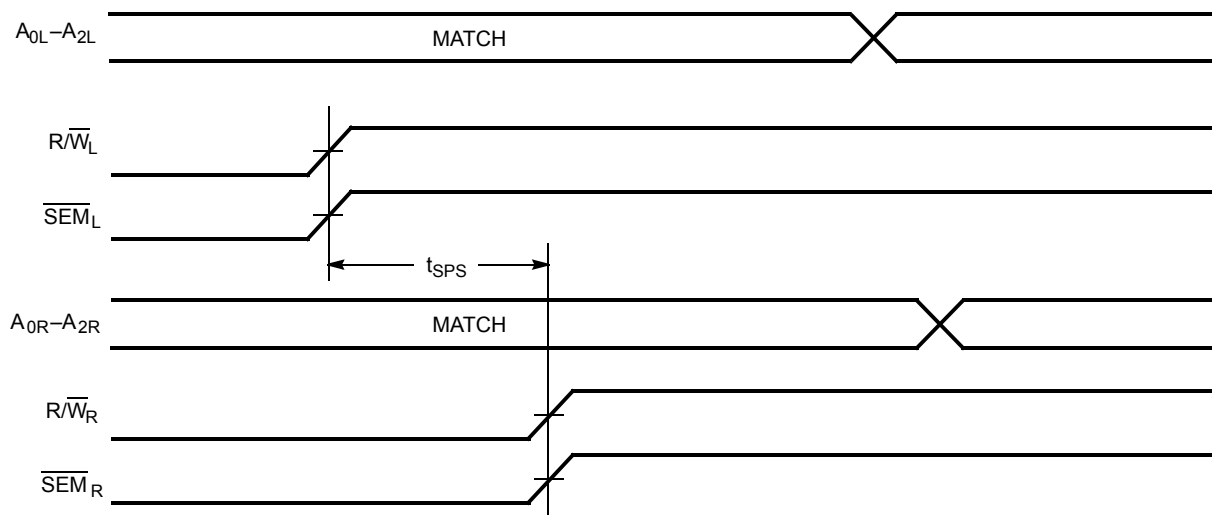 A₀L–A₂L
MATCH
R/W̅L
S̅E̅M̅L
tSPS
A₀R–A₂R
MATCH
R/W̅R
S̅E̅M̅R